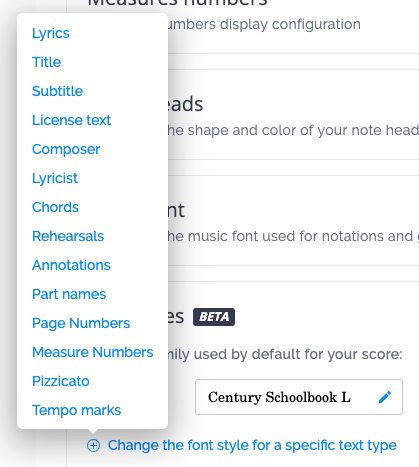 Measures numbers
umbers display configuration
eads
he shape and color of your note head
nt
he music font used for notations and
es BETA
mily used by default for your score:
Century Schoolbook L
Change the font style for a specific text type
Lyrics
Title
Subtitle
License text
Composer
Lyricist
Chords
Rehearsals
Annotations
Part names
Page Numbers
Measure Numbers
Pizzicato
Tempo marks